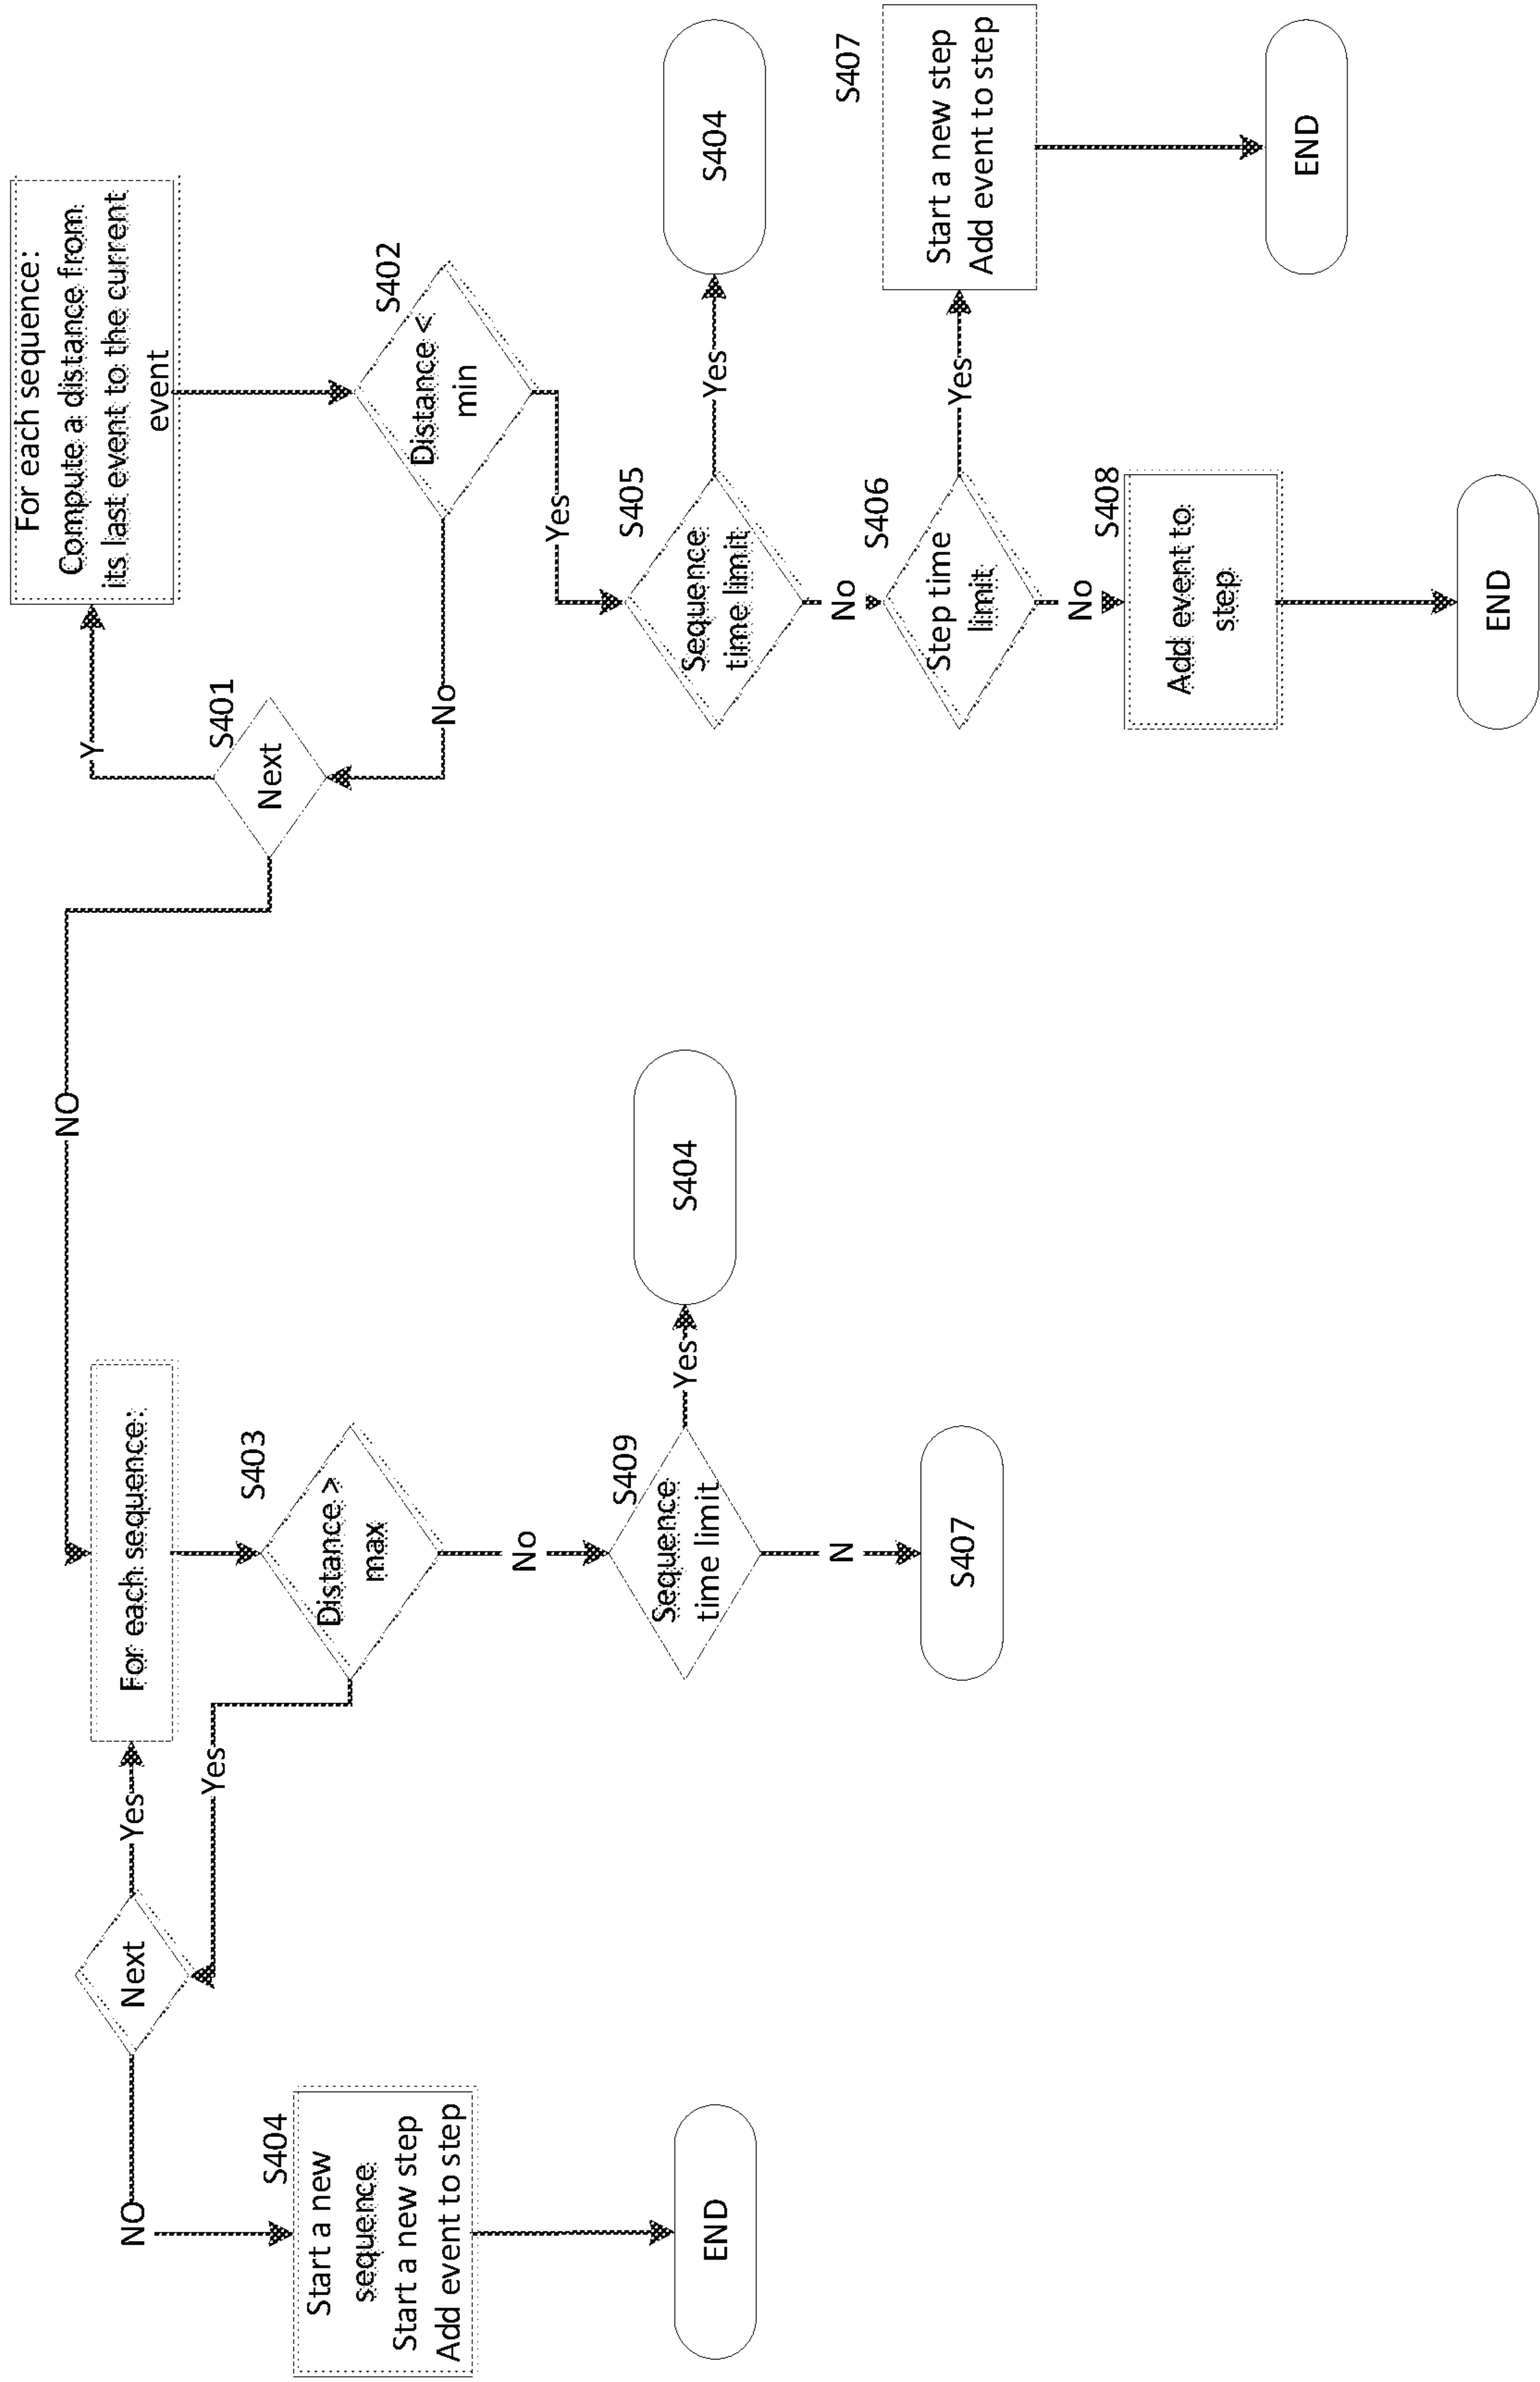 For each sequence:
Compute a distance from
its last event to the current
event
Y
S401
Next
NO
S402
Distance <
min
No
Yes
S405
Sequence
time limit
Yes
S404
No
S406
Step time
limit
Yes
S407
Start a new step
Add event to step
END
No
S408
Add event to
step
END
For each sequence:
Yes
Next
Yes
NO
S403
Distance >
max
No
S409
Sequence
time limit
Yes
S404
N
S407
S404
Start a new
sequence
Start a new step
Add event to step
END